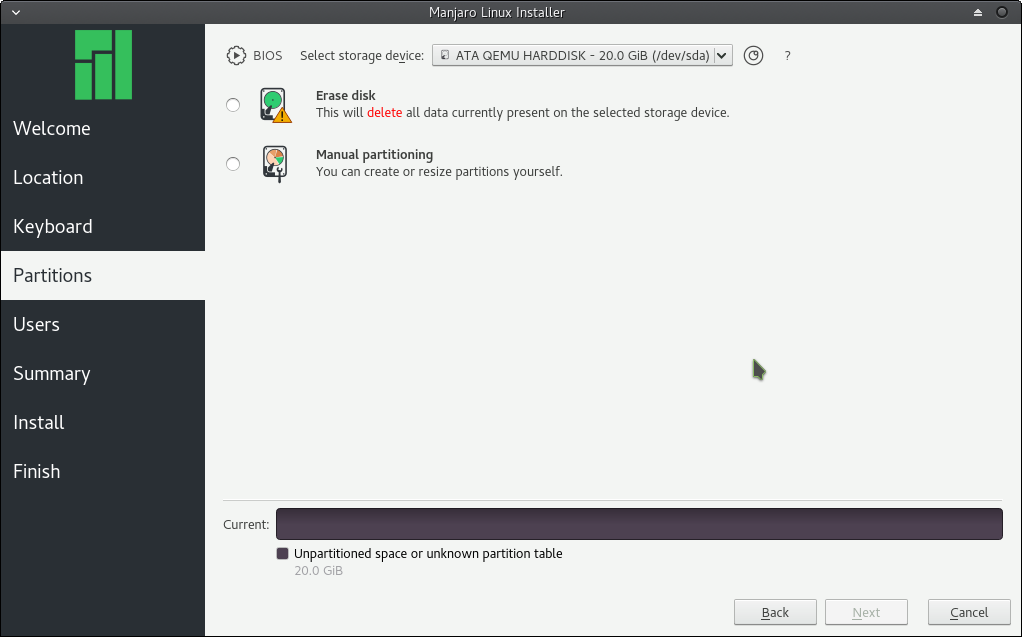 Manjaro Linux Installer
Welcome
Location
Keyboard
Partitions
Users
Summary
Install
Finish
BIOS Select storage device: ATA QEMU HARDDISK - 20.0 GiB (/dev/sda) ?
Erase disk
This will delete all data currently present on the selected storage device.
Manual partitioning
You can create or resize partitions yourself.
Current:
Unpartitioned space or unknown partition table
20.0 GiB
Back Next Cancel